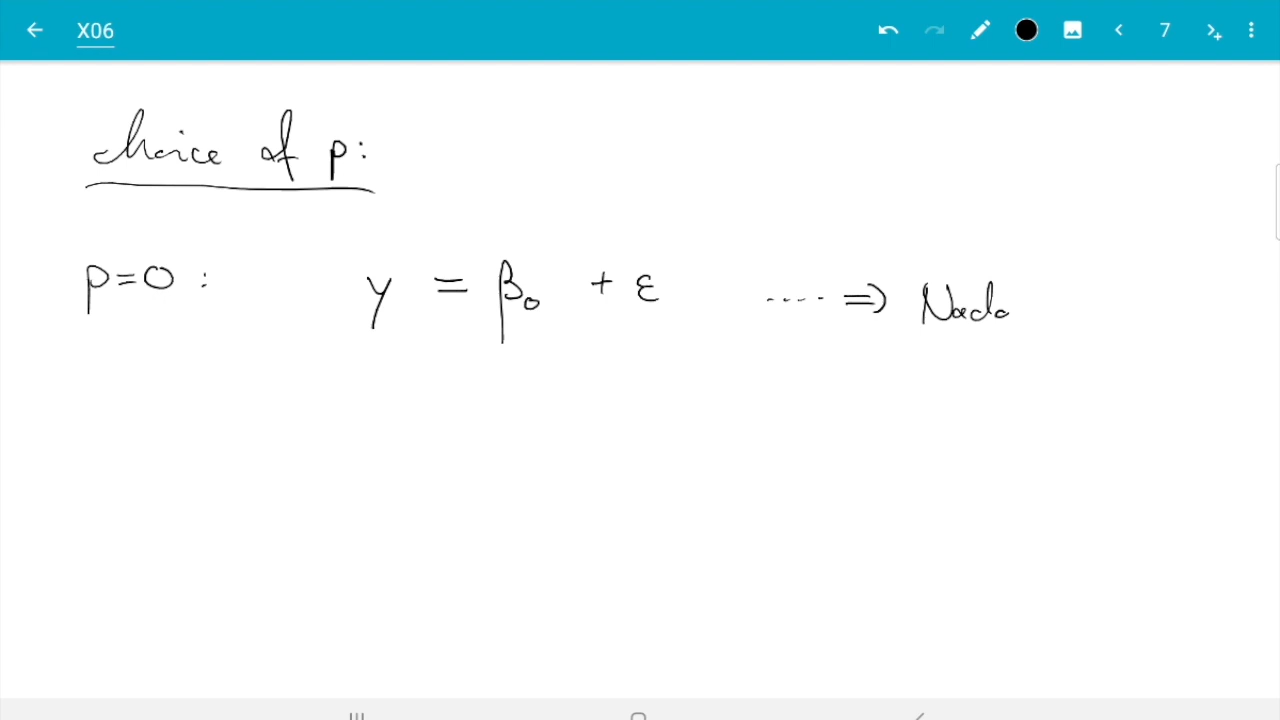 X06
7
choice of p:
p=0 : y = β₀ + ε .... ⇒ Nada